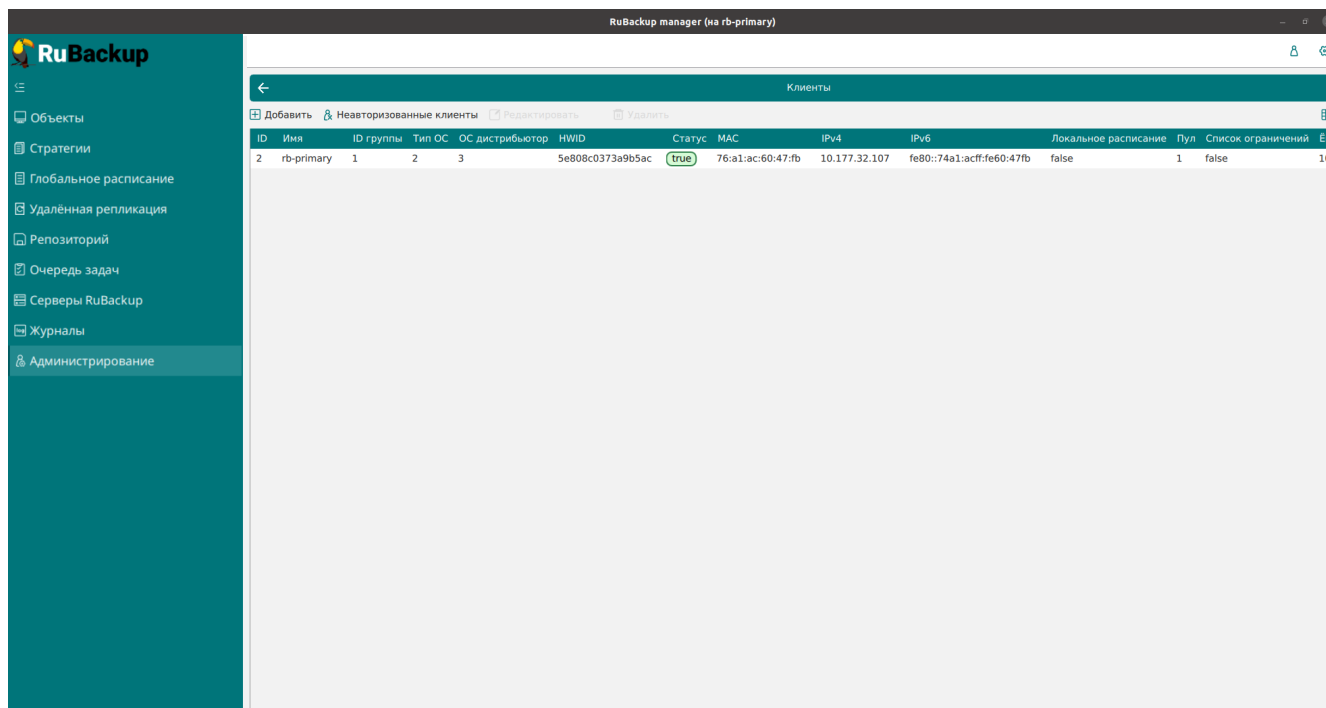 RuBackup manager (на rb-primary)
RuBackup
Клиенты
Объекты
Стратегии
Глобальное расписание
Удалённая репликация
Репозиторий
Очередь задач
Серверы RuBackup
Журналы
Администрирование
Добавить Неавторизованные клиенты Редактировать Удалить
ID Имя ID группы Тип ОС ОС дистрибьютор HWID Статус MAC IPv4 IPv6 Локальное расписание Пул Список ограничений
2 rb-primary 1 2 3 5e808c0373a9b5ac true 76:a1:ac:60:47:fb 10.177.32.107 fe80::74a1:acff:fe60:47fb false 1 false